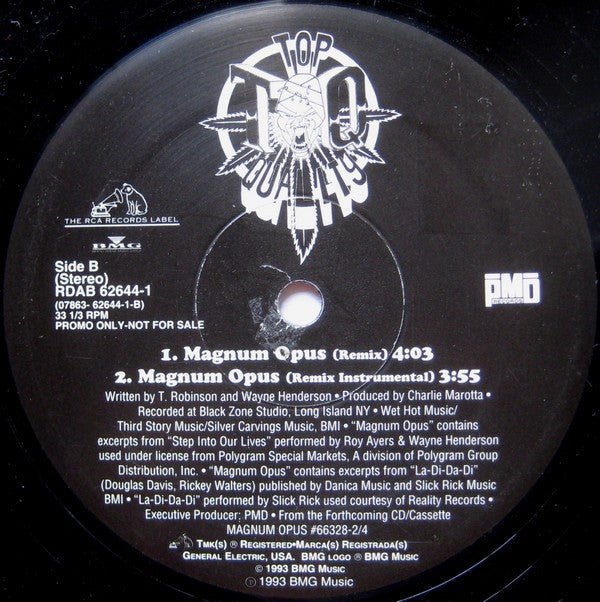 TOP
TQ
QUALITY
THE RCA RECORDS LABEL
BMG
Side B
(Stereo)
RDAB 62644-1
(07863- 62644-1-B)
33 1/3 RPM
PROMO ONLY-NOT FOR SALE
PMD
RECORDS
1. Magnum Opus (Remix) 4:03
2. Magnum Opus (Remix Instrumental) 3:55
Written by T. Robinson and Wayne Henderson • Produced by Charlie Marotta •
Recorded at Black Zone Studio, Long Island NY • Wet Hot Music/
Third Story Music/Silver Carvings Music, BMI • “Magnum Opus” contains
excerpts from “Step Into Our Lives” performed by Roy Ayers & Wayne Henderson
used under license from Polygram Special Markets, A division of Polygram Group
Distribution, Inc. • “Magnum Opus” contains excerpts from “La-Di-Da-Di”
(Douglas Davis, Rickey Walters) published by Danica Music and Slick Rick Music
BMI • “La-Di-Da-Di” performed by Slick Rick used courtesy of Reality Records •
Executive Producer; PMD • From the Forthcoming CD/Cassette
MAGNUM OPUS #66328-2/4
TMK(S) ® REGISTERED•MARCA(S) REGISTRADA(S)
GENERAL ELECTRIC, USA. BMG LOGO ® BMG MUSIC
© 1993 BMG Music
℗ 1993 BMG Music